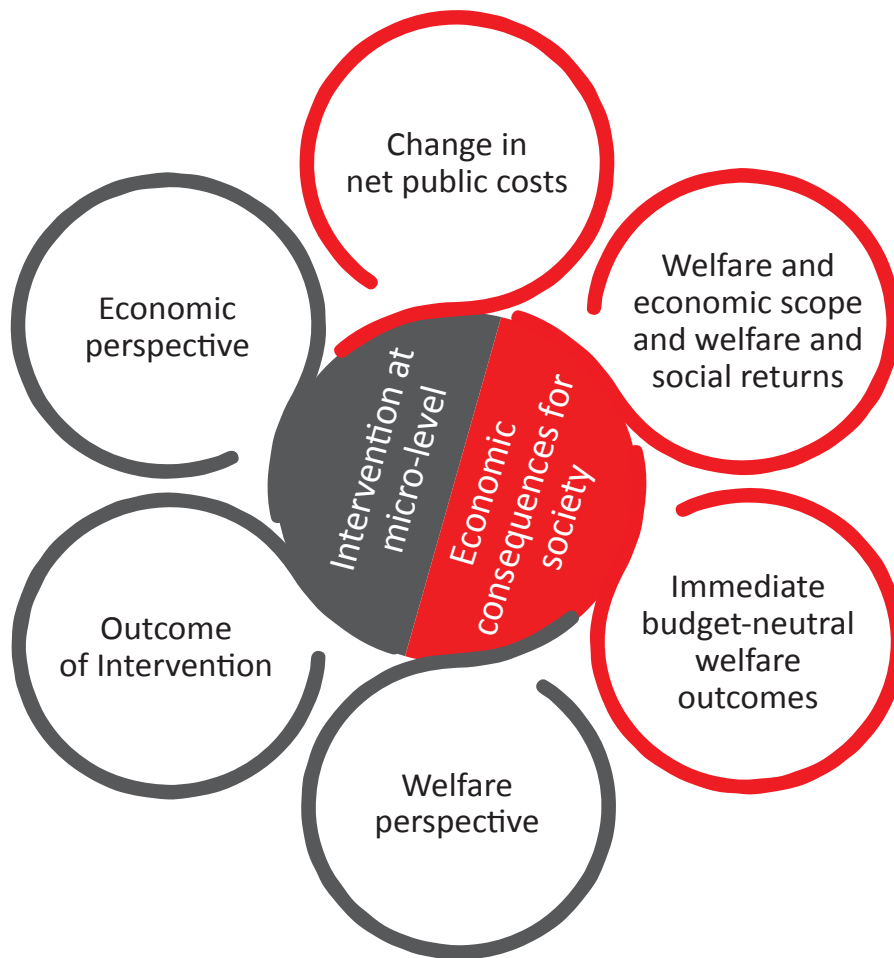 Change in
net public costs
Welfare and
economic scope
and welfare and
social returns
Economic
perspective
Intervention at
micro-level
Economic
consequences for
society
Immediate
budget-neutral
welfare
outcomes
Outcome
of Intervention
Welfare
perspective